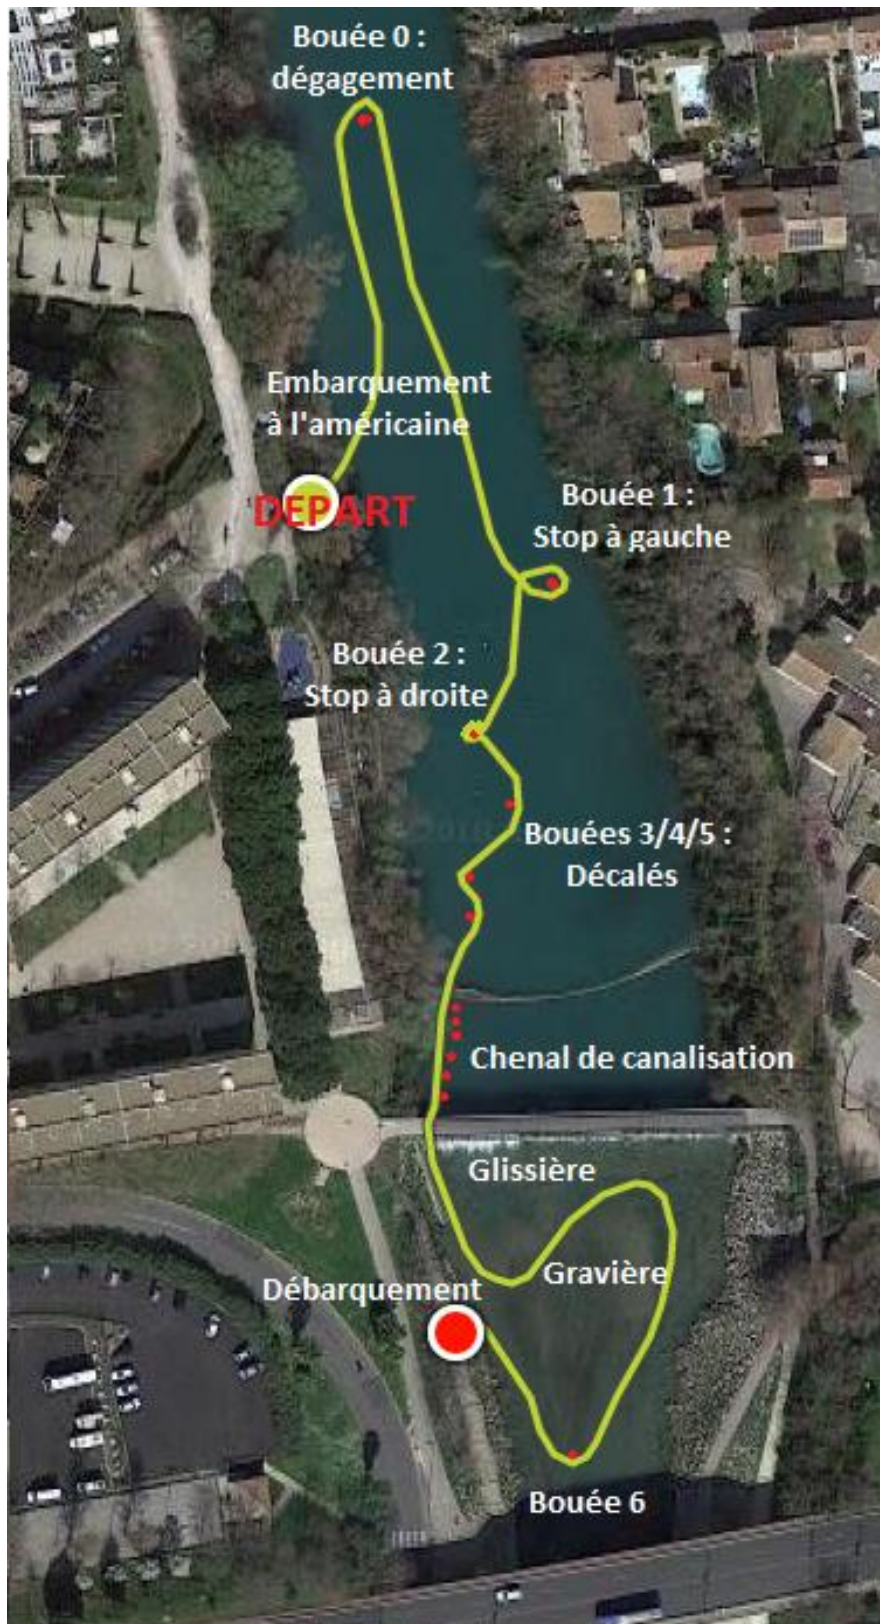 Bouée 0 :
dégagement
Embarquement
à l'américaine
DEPART
Bouée 1 :
Stop à gauche
Bouée 2 :
Stop à droite
Bouées 3/4/5 :
Décalés
Chenal de canalisation
Glissière
Gravière
Débarquement
Bouée 6